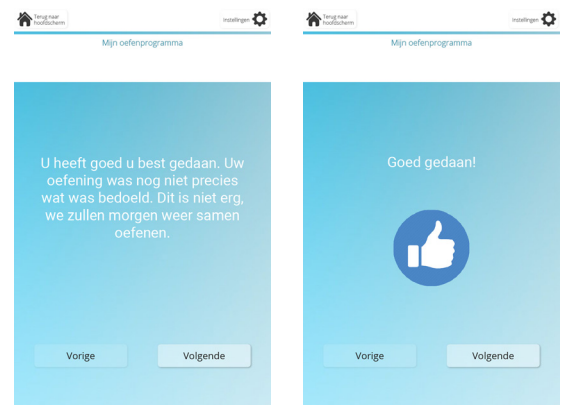 Terug naar
hoofdscherm
instellingen
Mijn oefenprogramma
U heeft goed u best gedaan. Uw
oefening was nog niet precies
wat was bedoeld. Dit is niet erg,
we zullen morgen weer samen
oefenen.
Vorige
Volgende
Terug naar
hoofdscherm
instellingen
Mijn oefenprogramma
Goed gedaan!
Vorige
Volgende